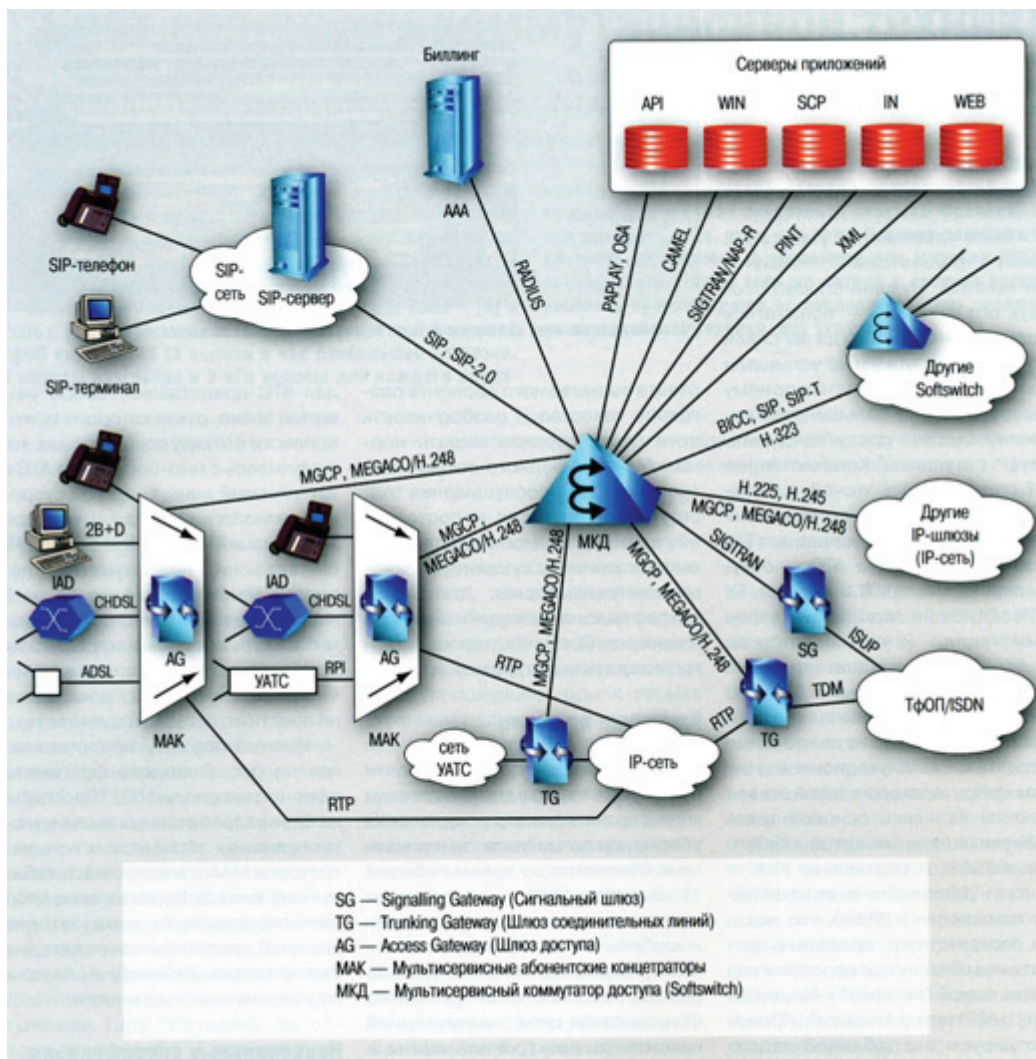 Биллинг
Серверы приложений
API
WIN
SCP
IN
WEB
AAA
SIP-телефон
SIP-
сеть
SIP-сервер
RADIUS
PAPLAY, OSA
CAMEL
SIGTRAN/NAP-R
PINT
XML
SIP-терминал
SIP, SIP-2.0
Другие
Softswitch
BICC, SIP, SIP-T
H.323
MGCP, MEGACO/H.248
MGCP,
MEGACO/H.248
МКД
H.225, H.245
MGCP, MEGACO/H.248
Другие
IP-шлюзы
(IP-сеть)
2B+D
IAD
CHDSL
IAD
CHDSL
MGCP, MEGACO/H.248
MGCP, MEGACO/H.248
SIGTRAN
SG
ISUP
AG
AG
ADSL
УАТС
RPI
RTP
МАК
МАК
сеть
УАТС
TG
IP-сеть
RTP
TG
TDM
ТфОП/ISDN
RTP
SG — Signalling Gateway (Сигнальный шлюз)
TG — Trunking Gateway (Шлюз соединительных линий)
AG — Access Gateway (Шлюз доступа)
МАК — Мультисервисные абонентские концетраторы
МКД — Мультисервисный коммутатор доступа (Softswitch)